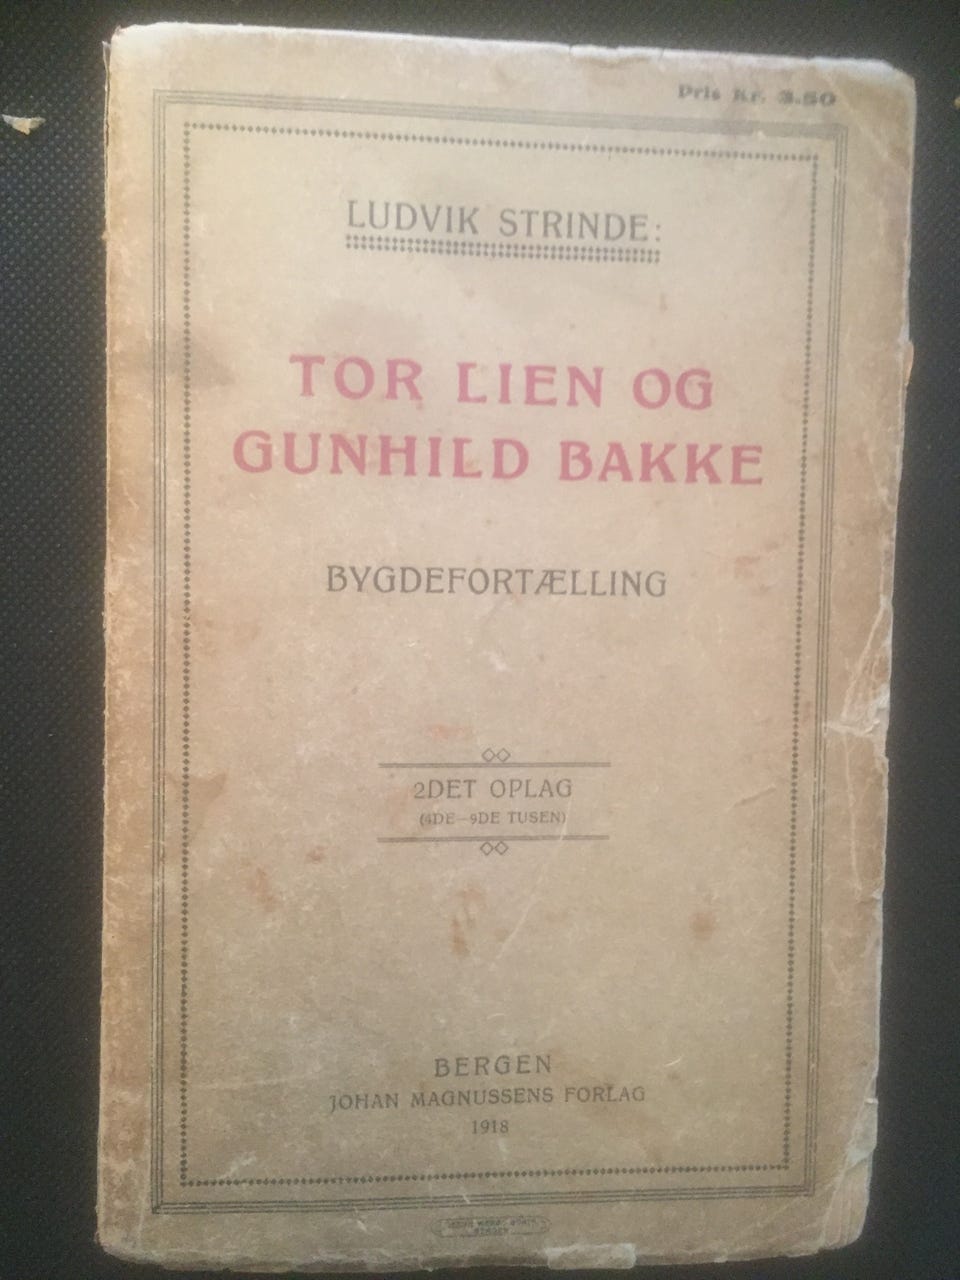 Pris Kr. 3.50
LUDVIK STRINDE:
TOR LIEN OG
GUNHILD BAKKE
BYGDEFORTÆLLING
2DET OPLAG
(4DE—9DE TUSEN)
BERGEN
JOHAN MAGNUSSENS FORLAG
1918
BERGEN